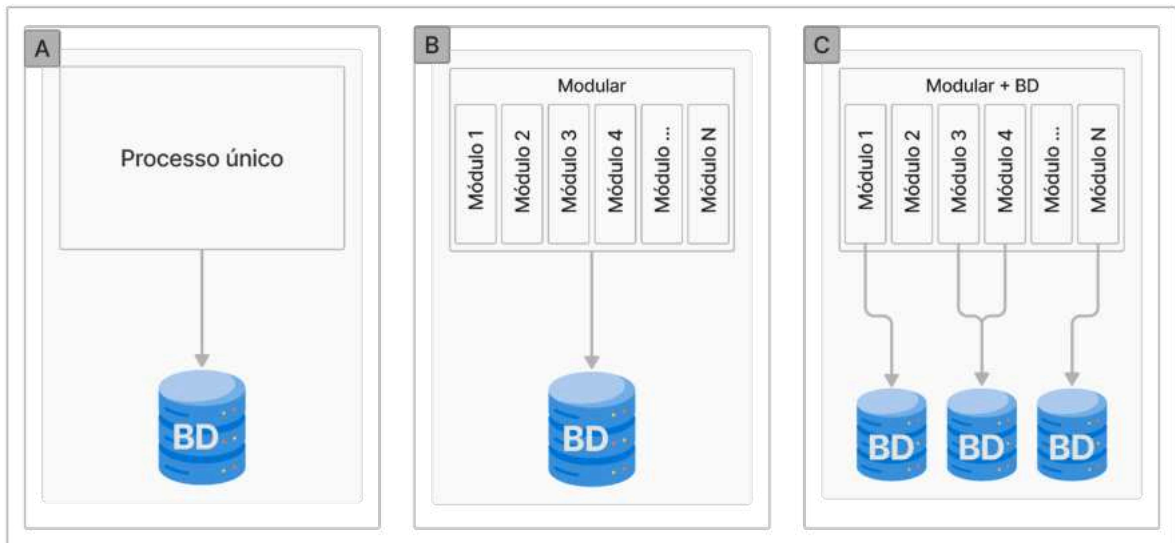 A
Processo único
BD
B
Modular
Módulo 1
Módulo 2
Módulo 3
Módulo 4
Módulo ...
Módulo N
BD
C
Modular + BD
Módulo 1
Módulo 2
Módulo 3
Módulo 4
Módulo ...
Módulo N
BD
BD
BD